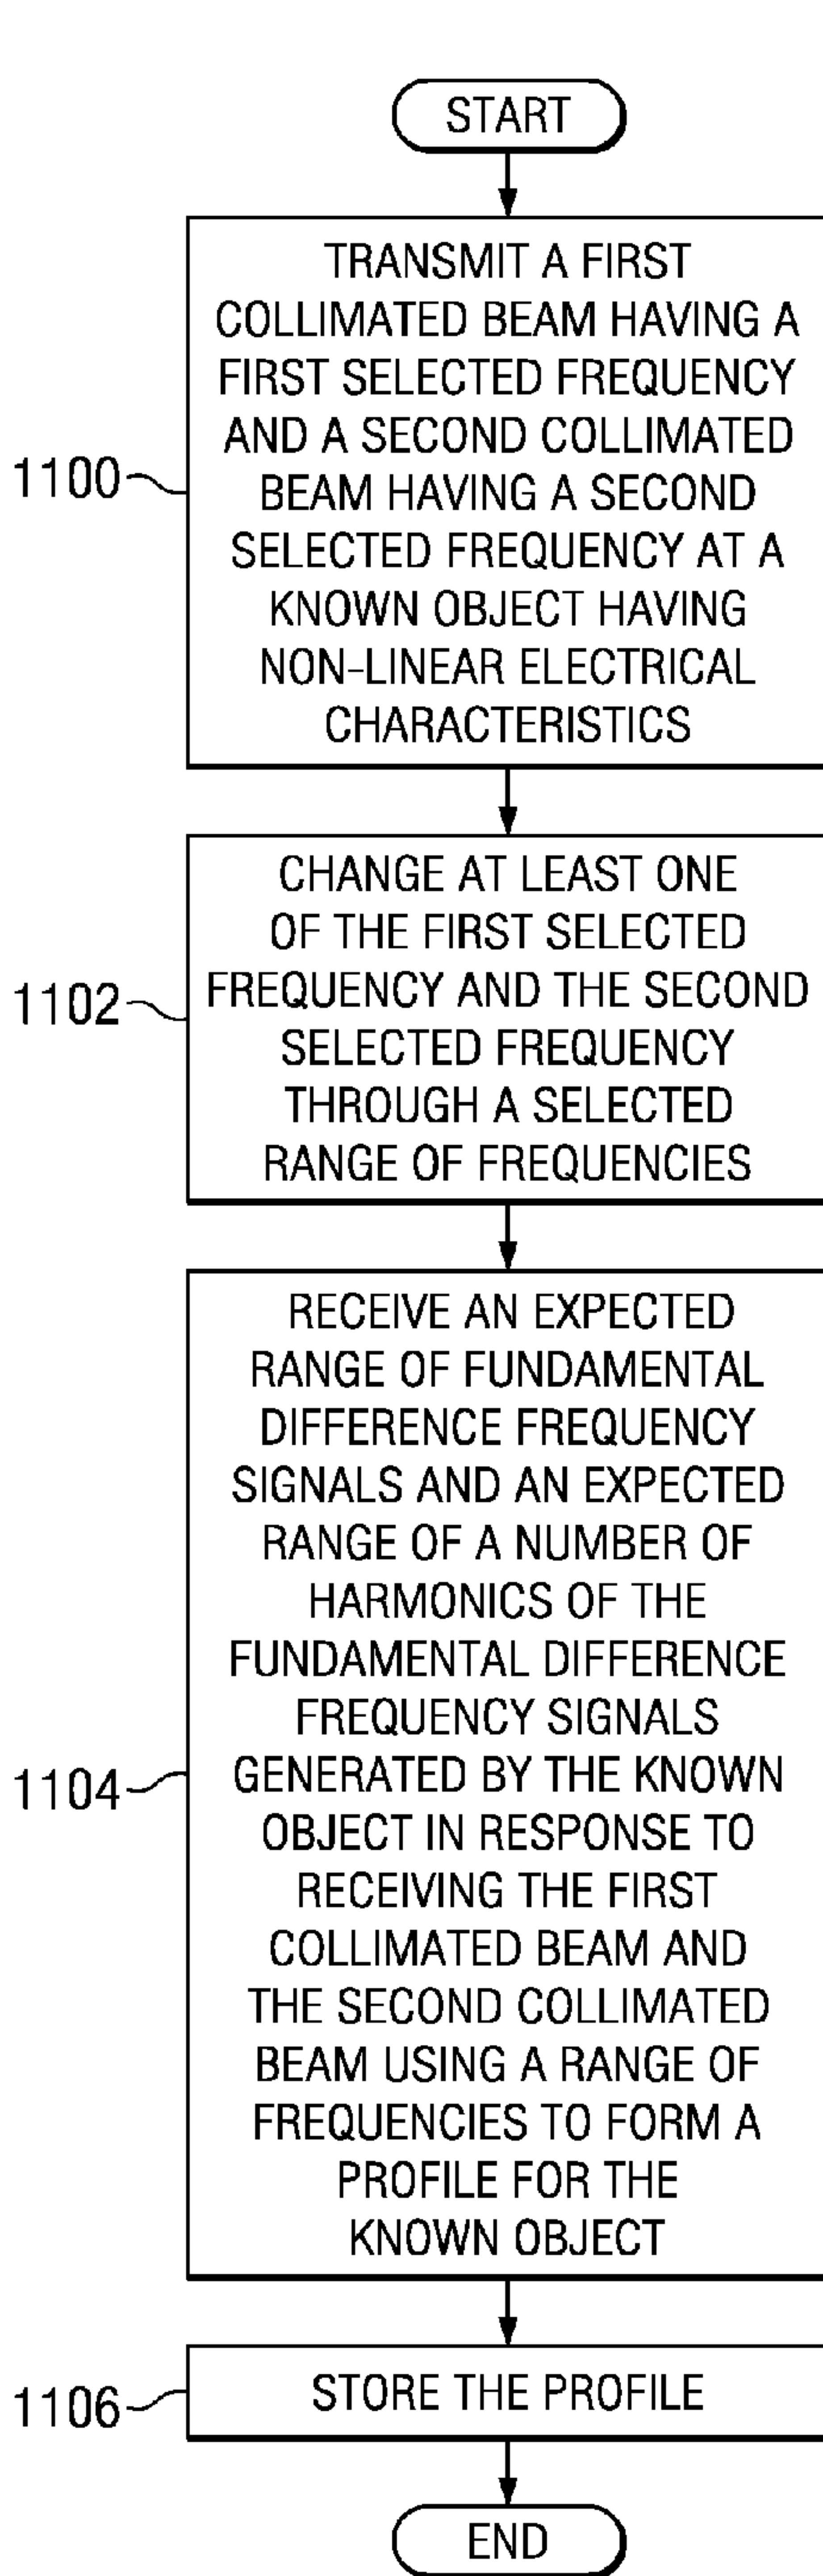 START
TRANSMIT A FIRST
COLLIMATED BEAM HAVING A
FIRST SELECTED FREQUENCY
AND A SECOND COLLIMATED
BEAM HAVING A SECOND
SELECTED FREQUENCY AT A
KNOWN OBJECT HAVING
NON-LINEAR ELECTRICAL
CHARACTERISTICS
1100
CHANGE AT LEAST ONE
OF THE FIRST SELECTED
FREQUENCY AND THE SECOND
SELECTED FREQUENCY
THROUGH A SELECTED
RANGE OF FREQUENCIES
1102
RECEIVE AN EXPECTED
RANGE OF FUNDAMENTAL
DIFFERENCE FREQUENCY
SIGNALS AND AN EXPECTED
RANGE OF A NUMBER OF
HARMONICS OF THE
FUNDAMENTAL DIFFERENCE
FREQUENCY SIGNALS
GENERATED BY THE KNOWN
OBJECT IN RESPONSE TO
RECEIVING THE FIRST
COLLIMATED BEAM AND
THE SECOND COLLIMATED
BEAM USING A RANGE OF
FREQUENCIES TO FORM A
PROFILE FOR THE
KNOWN OBJECT
1104
STORE THE PROFILE
1106
END